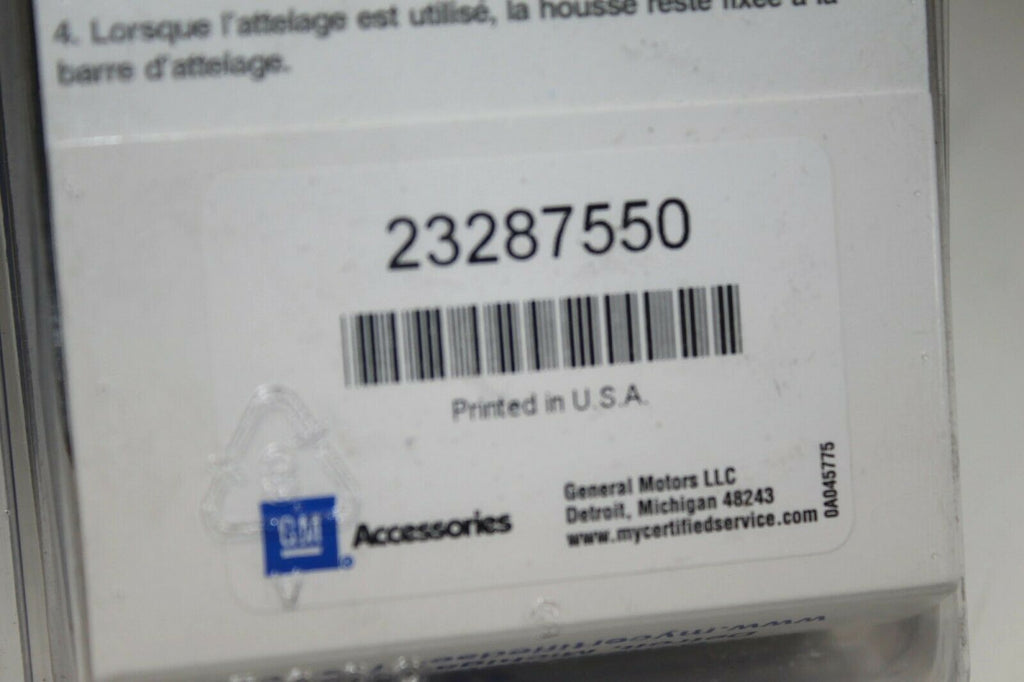 4. Lorsque l'attelage est utilisé, la housse reste fixée à la
barre d'attelage.
23287550
Printed in U.S.A.
GM Accessories
General Motors LLC
Detroit, Michigan 48243
www.mycertifiedservice.com
0A045775